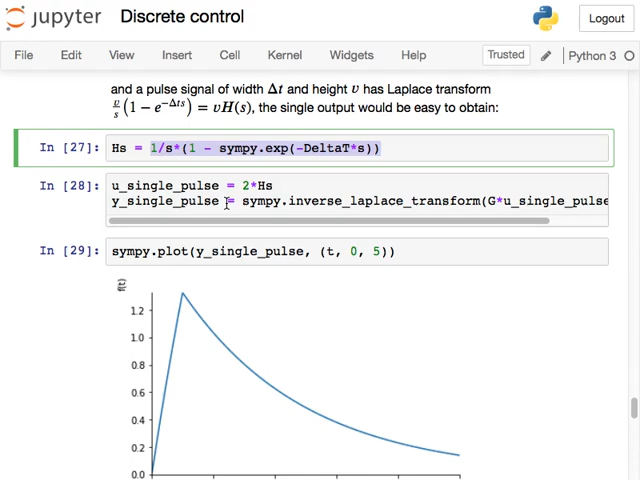 jupyter Discrete control Logout
File Edit View Insert Cell Kernel Widgets Help Trusted Python 3
and a pulse signal of width Δt and height v has Laplace transform
v/s (1 − e^{−Δts}) = vH(s), the single output would be easy to obtain:
In [27]: Hs = 1/s*(1 - sympy.exp(-DeltaT*s))
In [28]: u_single_pulse = 2*Hs
y_single_pulse = sympy.inverse_laplace_transform(G*u_single_pulse
In [29]: sympy.plot(y_single_pulse, (t, 0, 5))
f(t)
1.2
1.0
0.8
0.6
0.4
0.2
0.0